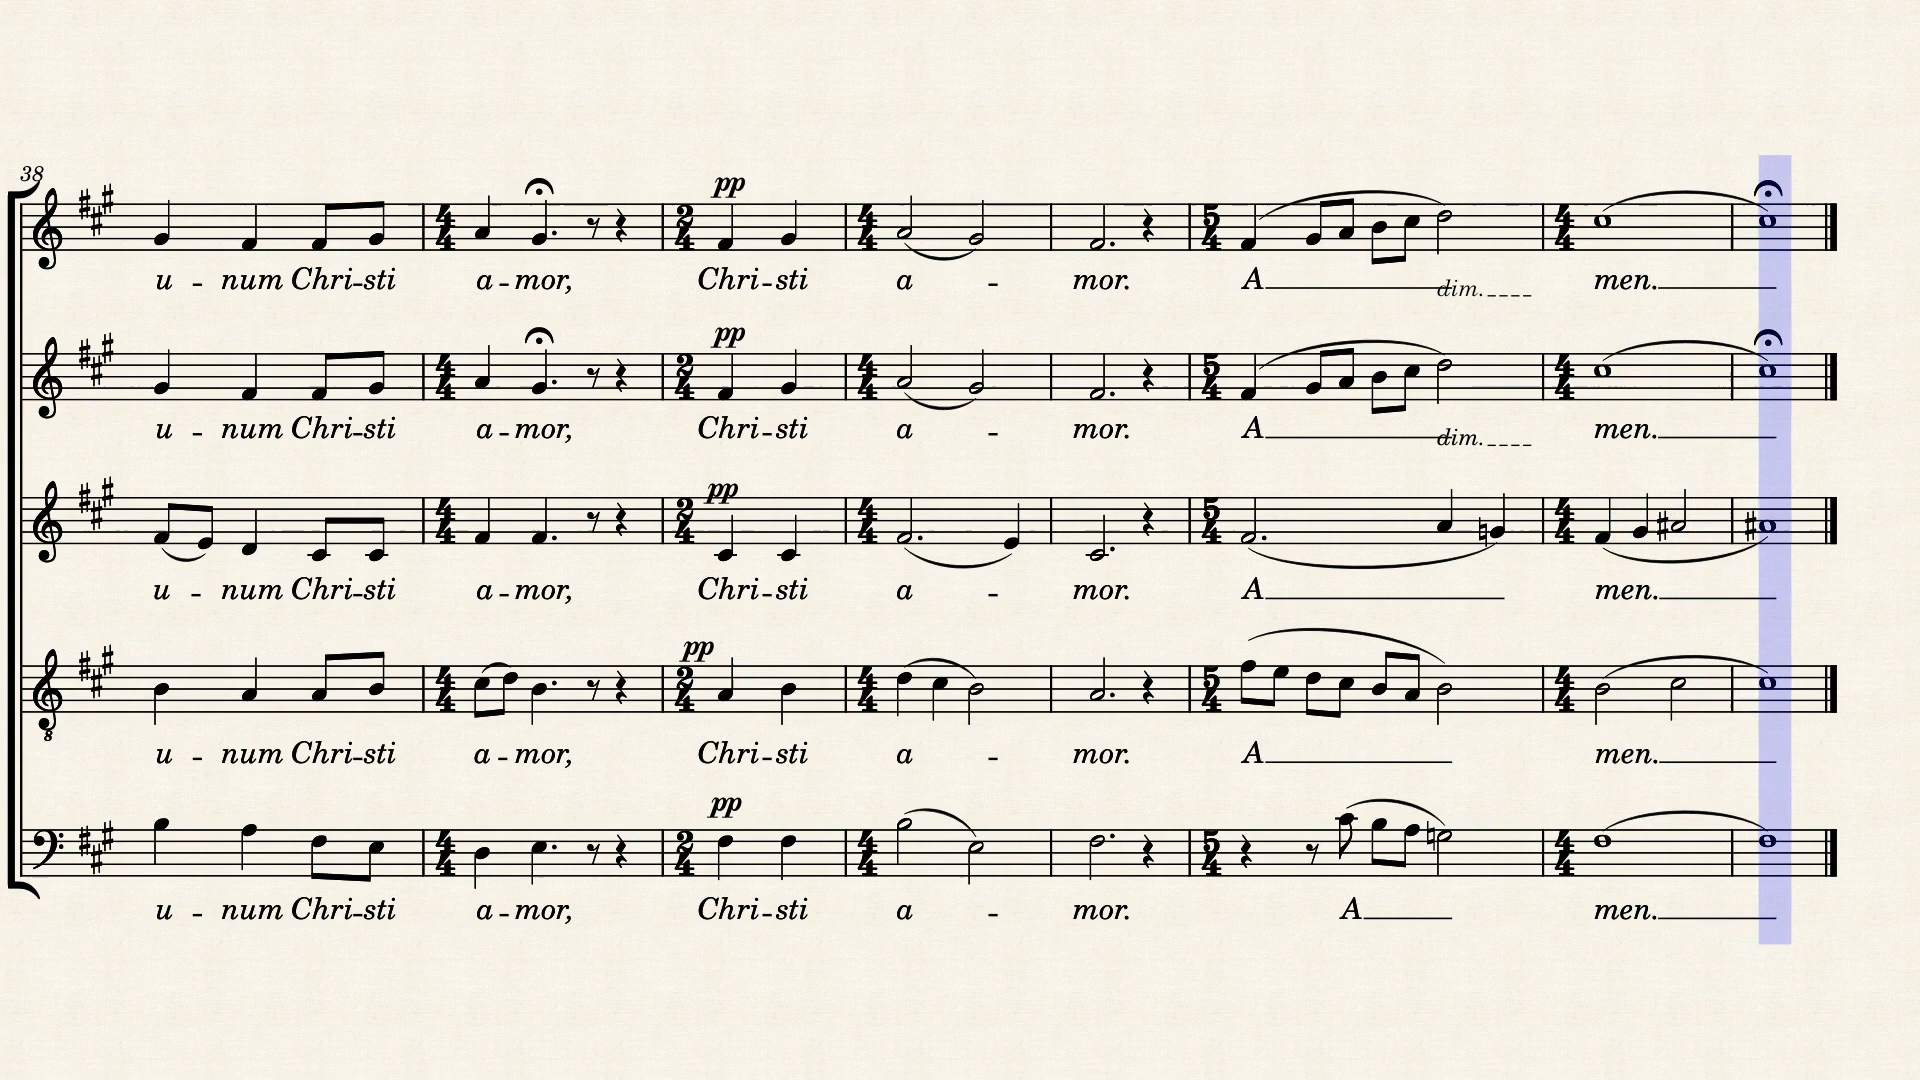 38
pp
u - num Chri-sti a-mor, Chri-sti a - mor. A dim. men.
pp
u - num Chri-sti a-mor, Chri-sti a - mor. A dim. men.
pp
u - num Chri-sti a-mor, Chri-sti a - mor. A men.
pp
u - num Chri-sti a-mor, Chri-sti a - mor. A men.
pp
u - num Chri-sti a-mor, Chri-sti a - mor. A men.